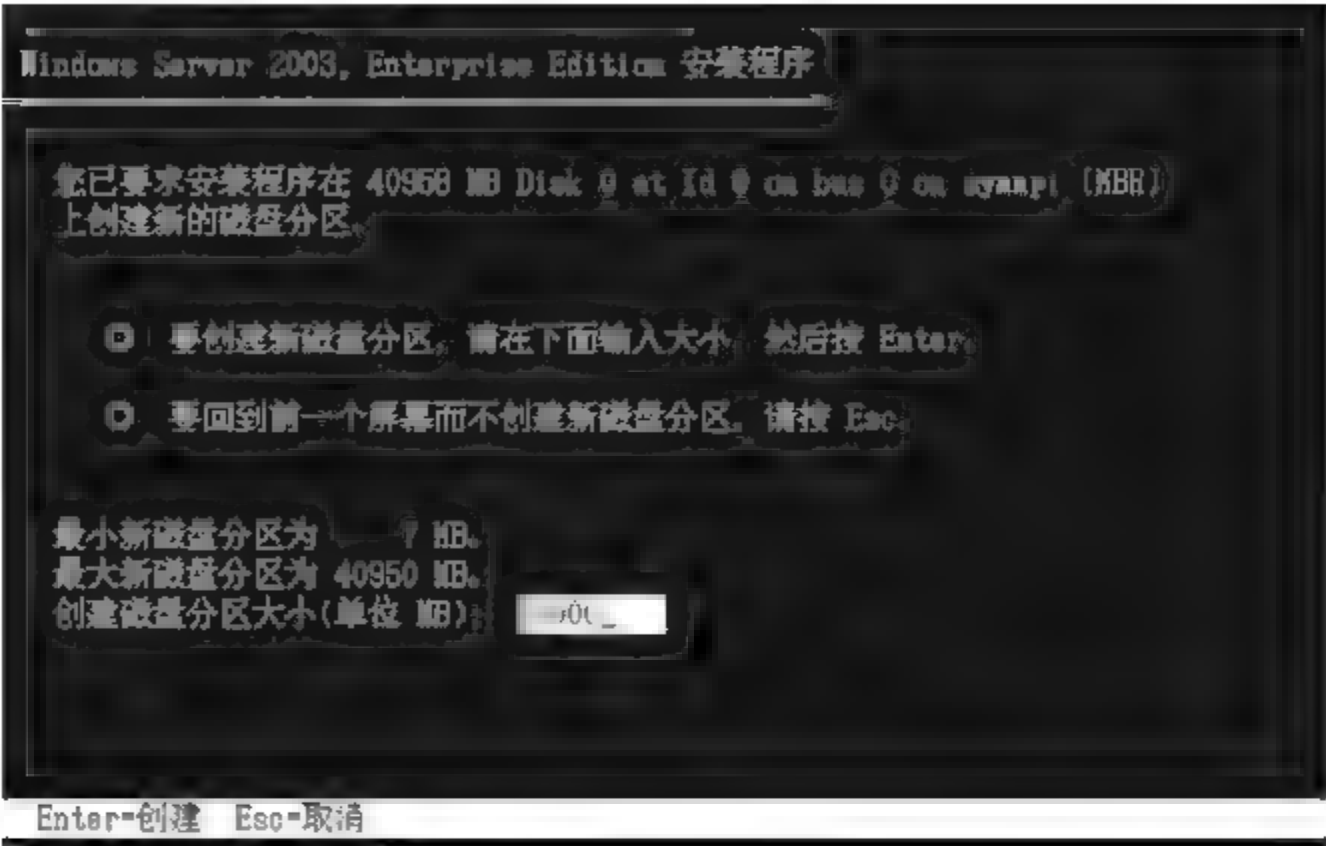 Windows Server 2003, Enterprise Edition 安装程序
您已要求安装程序在 40958 MB Disk 0 at Id 0 on bus 0 on symmpi (MBR)
上创建新的磁盘分区。
要创建新磁盘分区，请在下面输入大小，然后按 Enter。
要回到前一个屏幕而不创建新磁盘分区，请按 Esc。
最小新磁盘分区为 7 MB。
最大新磁盘分区为 40950 MB。
创建磁盘分区大小(单位 MB)：
Enter=创建 Esc=取消